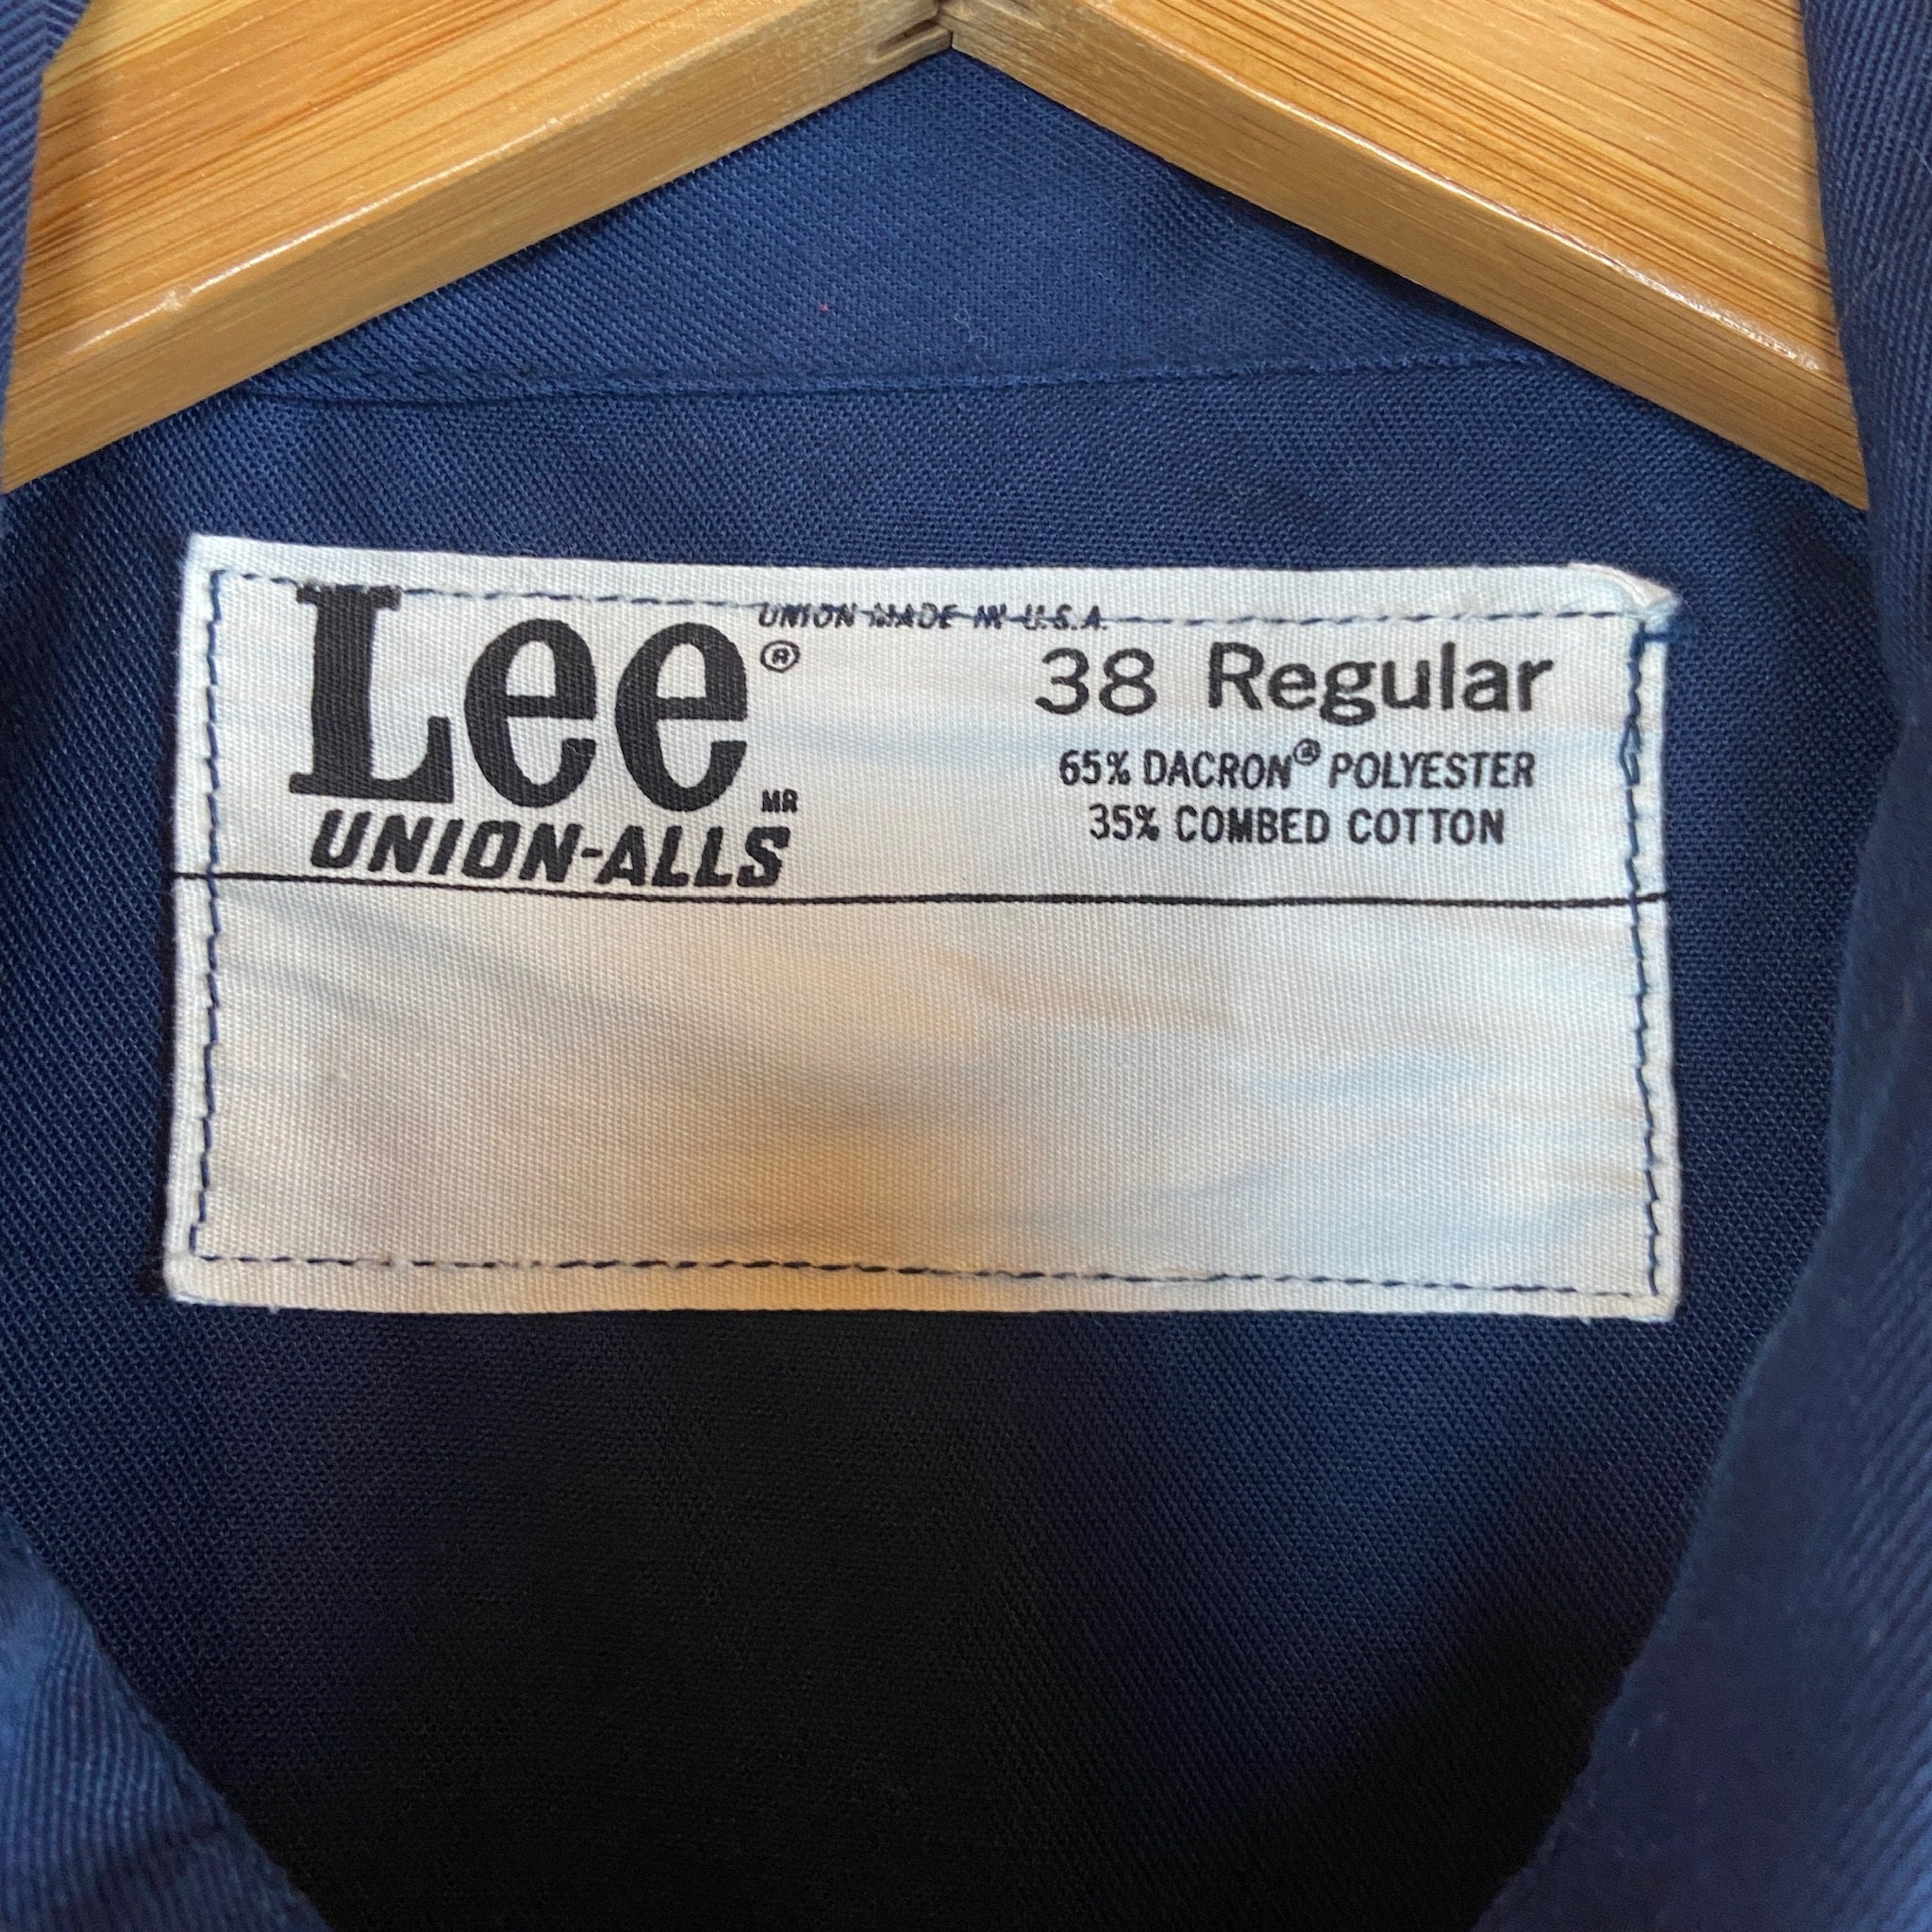 UNION MADE IN U.S.A.
Lee®
MR
UNION-ALLS
38 Regular
65% DACRON® POLYESTER
35% COMBED COTTON